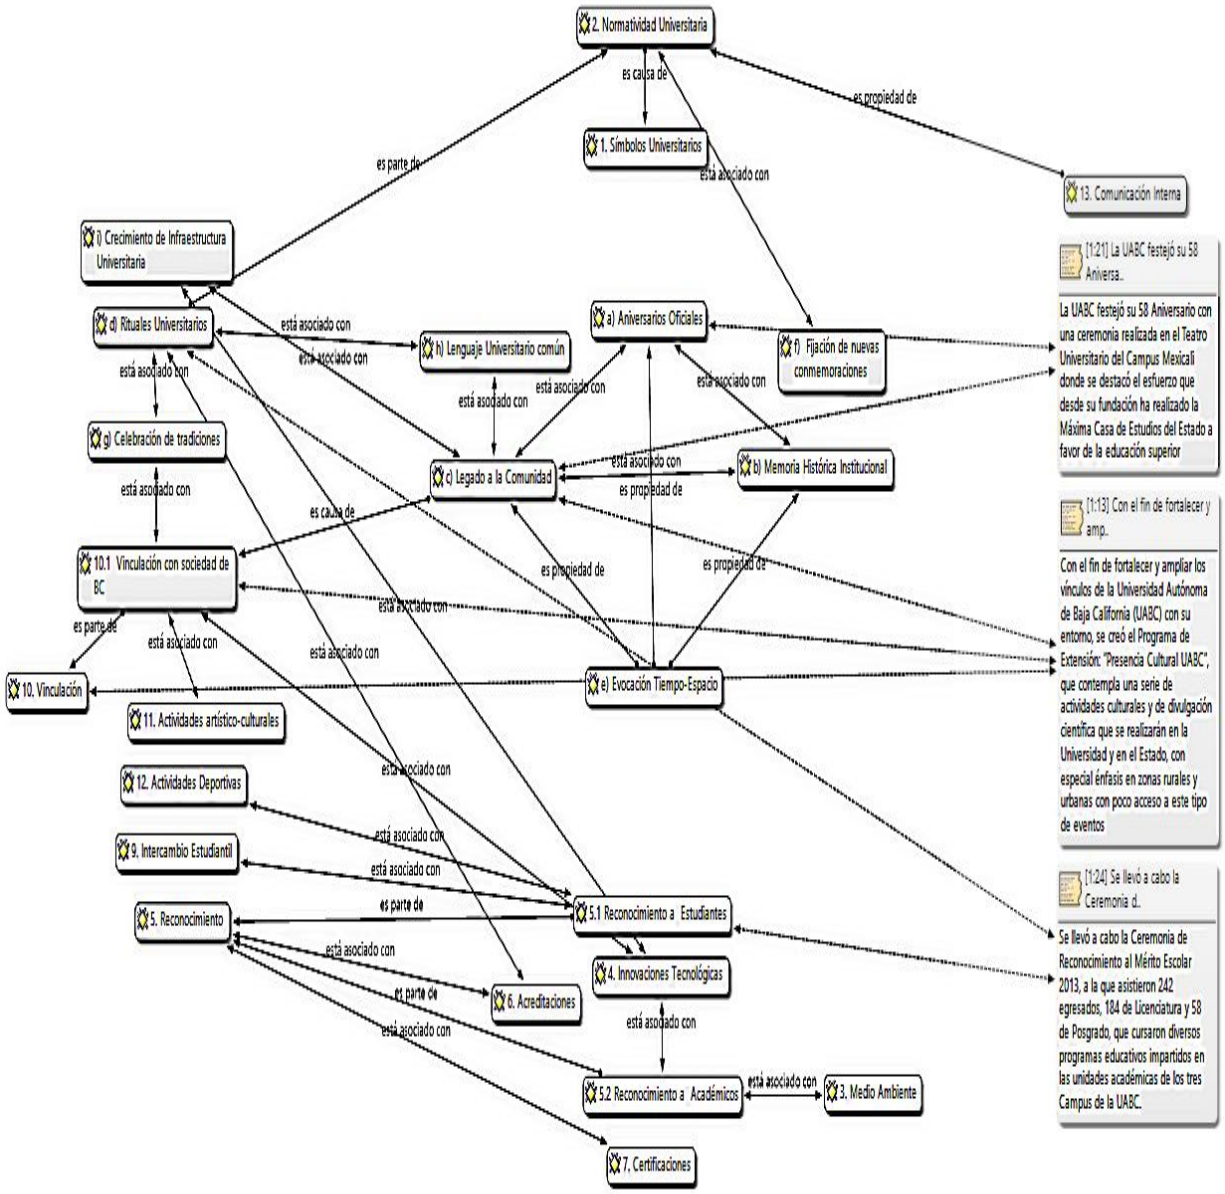 2. Normatividad Universitaria
es causa de
es propiedad de
1. Símbolos Universitarios
es parte de
está asociado con
13. Comunicación Interna
i) Crecimiento de Infraestructura
Universitaria
[1:21] La UABC festejó su 58
Aniversa..
La UABC festejó su 58 Aniversario con
una ceremonia realizada en el Teatro
Universitario del Campus Mexicali
donde se destacó el esfuerzo que
desde su fundación ha realizado la
Máxima Casa de Estudios del Estado a
favor de la educación superior
d) Rituales Universitarios
está asociado con
está asociado con
h) Lenguaje Universitario común
a) Aniversarios Oficiales
f) Fijación de nuevas
conmemoraciones
está asociado con
está asociado con
está asociado con
está asociado con
g) Celebración de tradiciones
c) Legado a la Comunidad
está asociado con
es propiedad de
b) Memoria Histórica Institucional
está asociado con
es causa de
[1:13] Con el fin de fortalecer y
amp..
Con el fin de fortalecer y ampliar los
vínculos de la Universidad Autónoma
de Baja California (UABC) con su
entorno, se creó el Programa de
Extensión: "Presencia Cultural UABC",
que contempla una serie de
actividades culturales y de divulgación
científica que se realizarán en la
Universidad y en el Estado, con
especial énfasis en zonas rurales y
urbanas con poco acceso a este tipo
de eventos
10.1 Vinculación con sociedad de
BC
es propiedad de
es propiedad de
está asociado con
es parte de
está asociado con
está asociado con
10. Vinculación
e) Evocación Tiempo-Espacio
11. Actividades artístico-culturales
está asociado con
12. Actividades Deportivas
está asociado con
9. Intercambio Estudiantil
está asociado con
[1:24] Se llevó a cabo la
Ceremonia d..
Se llevó a cabo la Ceremonia de
Reconocimiento al Mérito Escolar
2013, a la que asistieron 242
egresados, 184 de Licenciatura y 58
de Posgrado, que cursaron diversos
programas educativos impartidos en
las unidades académicas de los tres
Campus de la UABC.
5. Reconocimiento
es parte de
5.1 Reconocimiento a Estudiantes
está asociado con
4. Innovaciones Tecnológicas
es parte de
6. Acreditaciones
está asociado con
está asociado con
5.2 Reconocimiento a Académicos
está asociado con
3. Medio Ambiente
7. Certificaciones